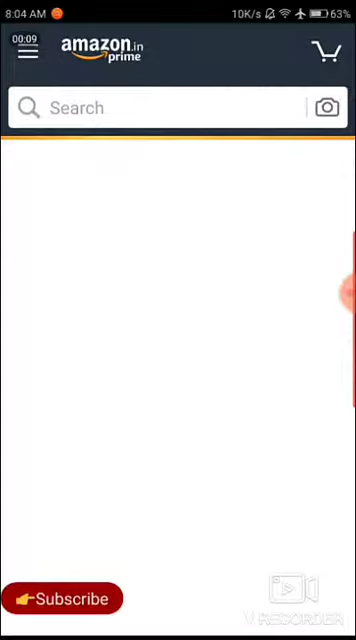 8:04 AM 10K/s 63%
00:09
amazon.in
prime
Search
👉Subscribe
V RECORDER